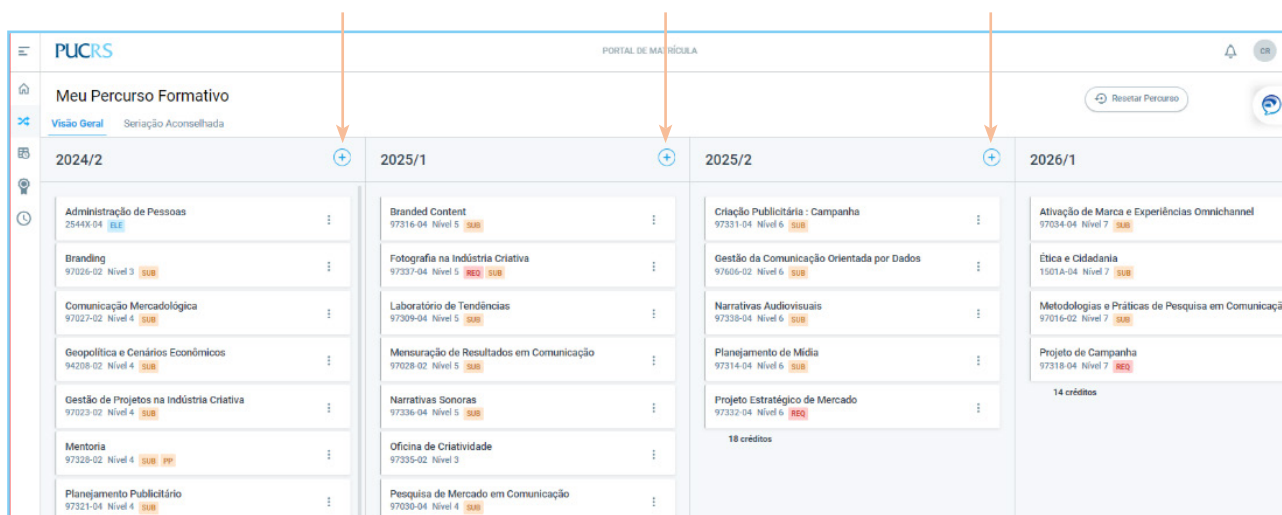 PUCRS
PORTAL DE MATRÍCULA
CR
Meu Percurso Formativo
Resetar Percurso
Visão Geral
Seriação Aconselhada
2024/2
Administração de Pessoas
2544X-04 ELE
Branding
97026-02 Nível 3 SUB
Comunicação Mercadológica
97027-02 Nível 4 SUB
Geopolítica e Cenários Econômicos
94208-02 Nível 4 SUB
Gestão de Projetos na Indústria Criativa
97023-02 Nível 4 SUB
Mentoria
97328-02 Nível 4 SUB PP
Planejamento Publicitário
97321-04 Nível 4 SUB
2025/1
Branded Content
97316-04 Nível 5 SUB
Fotografia na Indústria Criativa
97337-04 Nível 5 REQ SUB
Laboratório de Tendências
97309-04 Nível 5 SUB
Mensuração de Resultados em Comunicação
97028-02 Nível 5 SUB
Narrativas Sonoras
97336-04 Nível 5 SUB
Oficina de Criatividade
97335-02 Nível 3
Pesquisa de Mercado em Comunicação
97030-04 Nível 4 SUB
2025/2
Criação Publicitária : Campanha
97331-04 Nível 6 SUB
Gestão da Comunicação Orientada por Dados
97606-02 Nível 6 SUB
Narrativas Audiovisuais
97338-04 Nível 6 SUB
Planejamento de Mídia
97314-04 Nível 6 SUB
Projeto Estratégico de Mercado
97332-04 Nível 6 REQ
18 créditos
2026/1
Ativação de Marca e Experiências Omnichannel
97034-04 Nível 7 SUB
Ética e Cidadania
1501A-04 Nível 7 SUB
Metodologias e Práticas de Pesquisa em Comunicaçã
97016-02 Nível 7 SUB
Projeto de Campanha
97318-04 Nível 7 REQ
14 créditos